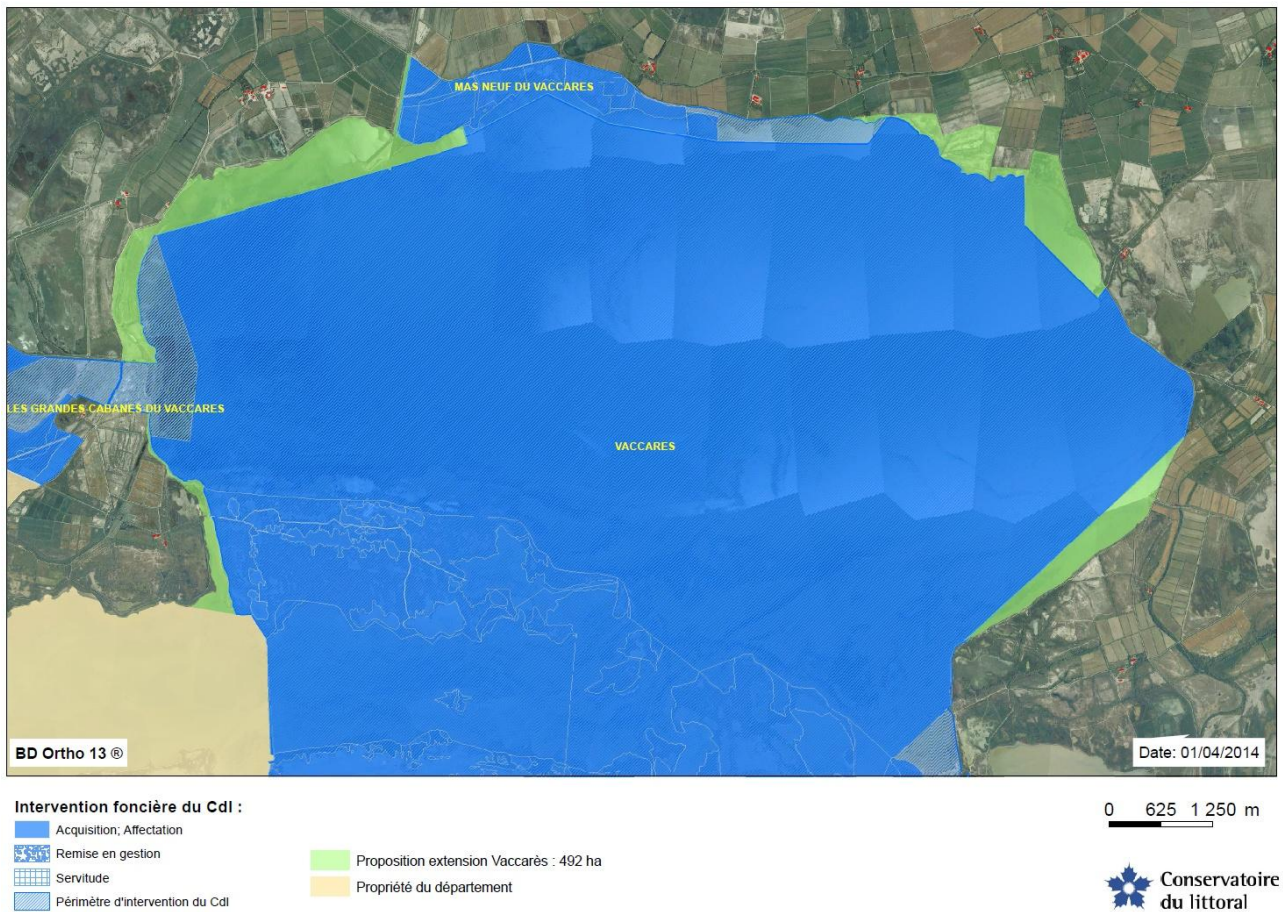 MAS NEUF DU VACCARES
LES GRANDES CABANES DU VACCARES
VACCARES
BD Ortho 13 ®
Date: 01/04/2014
Intervention foncière du Cdl :
Acquisition; Affectation
Remise en gestion
Servitude
Périmètre d'intervention du Cdl
Proposition extension Vaccarès : 492 ha
Propriété du département
0 625 1 250 m
Conservatoire
du littoral